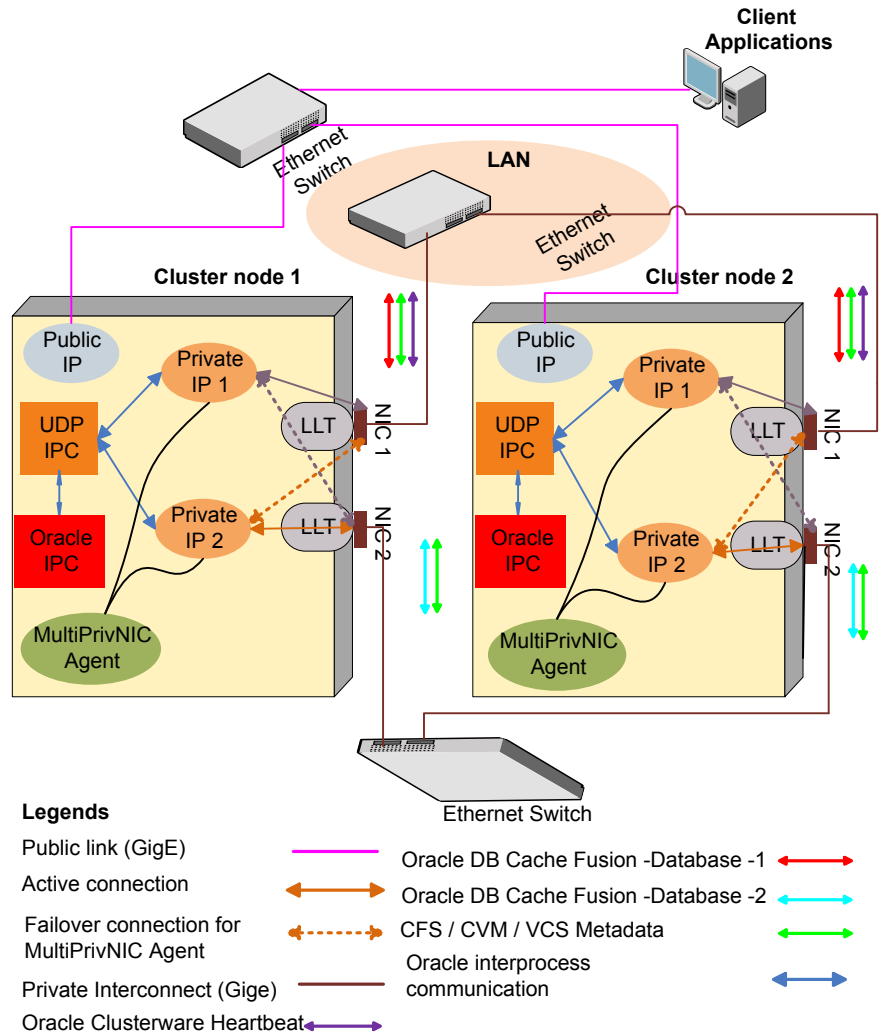 Client
Applications
Ethernet
Switch
LAN
Ethernet
Switch
Cluster node 1
Cluster node 2
Public
IP
Private
IP 1
UDP
IPC
LLT
NIC 1
Oracle
IPC
Private
IP 2
LLT
NIC 2
MultiPrivNIC
Agent
Public
IP
Private
IP 1
UDP
IPC
LLT
NIC 1
Oracle
IPC
Private
IP 2
LLT
NIC 2
MultiPrivNIC
Agent
Ethernet Switch
Legends
Public link (GigE)
Active connection
Failover connection for
MultiPrivNIC Agent
Private Interconnect (Gige)
Oracle Clusterware Heartbeat
Oracle DB Cache Fusion -Database -1
Oracle DB Cache Fusion -Database -2
CFS / CVM / VCS Metadata
Oracle interprocess
communication